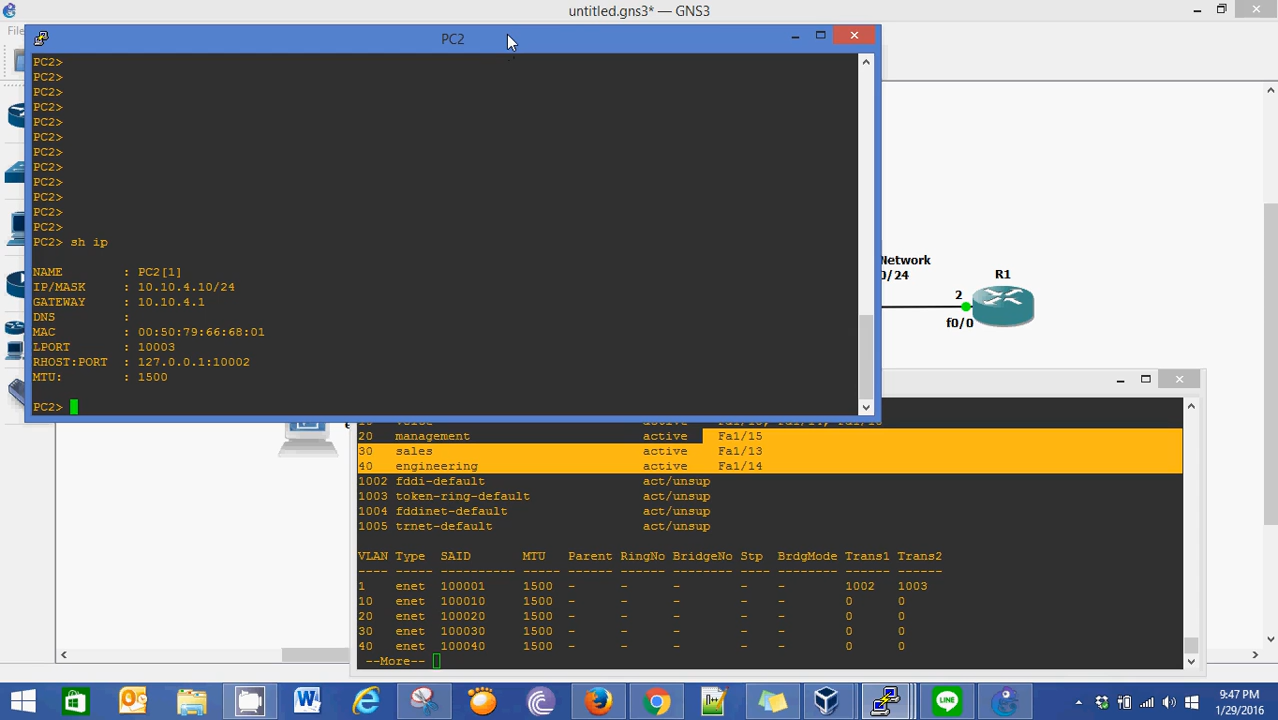 untitled.gns3* — GNS3
File
PC2
PC2>
PC2>
PC2>
PC2>
PC2>
PC2>
PC2>
PC2>
PC2>
PC2>
PC2>
PC2>
PC2> sh ip
NAME : PC2[1]
IP/MASK : 10.10.4.10/24
GATEWAY : 10.10.4.1
DNS :
MAC : 00:50:79:66:68:01
LPORT : 10003
RHOST:PORT : 127.0.0.1:10002
MTU: : 1500
PC2>
Network
0/24
R1
2
f0/0
20 management active Fa1/15
30 sales active Fa1/13
40 engineering active Fa1/14
1002 fddi-default act/unsup
1003 token-ring-default act/unsup
1004 fddinet-default act/unsup
1005 trnet-default act/unsup
VLAN Type SAID MTU Parent RingNo BridgeNo Stp BrdgMode Trans1 Trans2
---- ----- ---------- ----- ------ ------ -------- ---- -------- ------ ------
1 enet 100001 1500 - - - - - 1002 1003
10 enet 100010 1500 - - - - - 0 0
20 enet 100020 1500 - - - - - 0 0
30 enet 100030 1500 - - - - - 0 0
40 enet 100040 1500 - - - - - 0 0
--More--
9:47 PM
1/29/2016